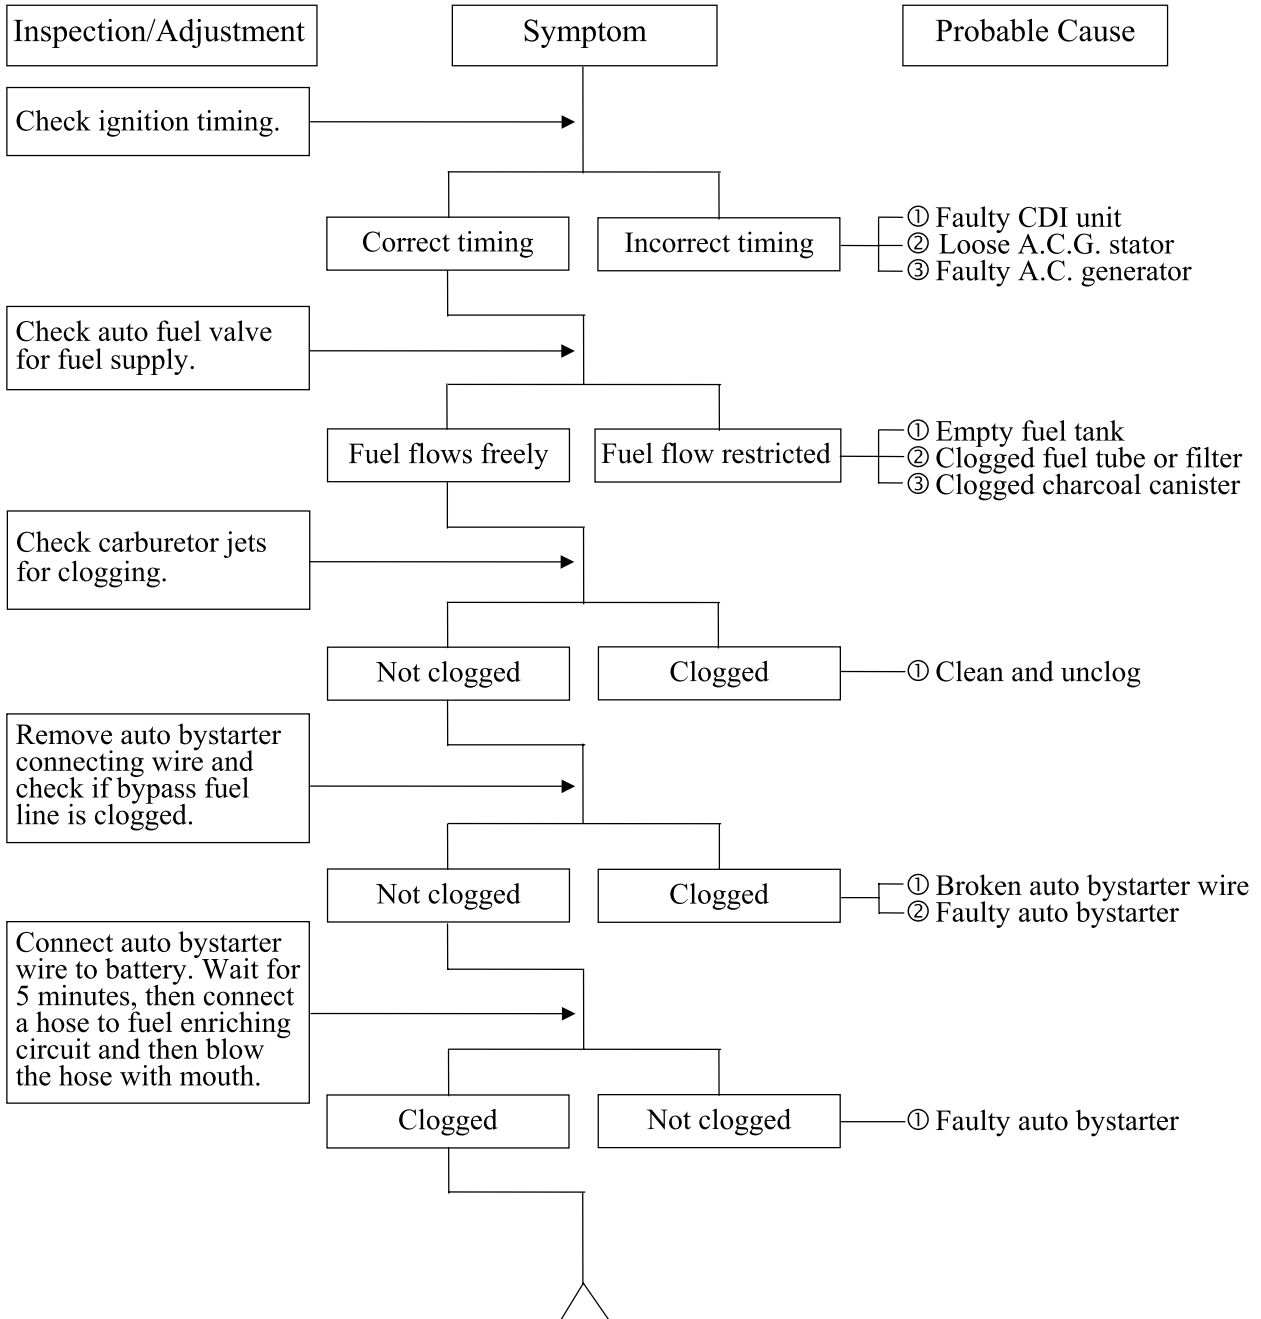 Inspection/Adjustment
Symptom
Probable Cause
Check ignition timing.
Correct timing
Incorrect timing
① Faulty CDI unit
② Loose A.C.G. stator
③ Faulty A.C. generator
Check auto fuel valve
for fuel supply.
Fuel flows freely
Fuel flow restricted
① Empty fuel tank
② Clogged fuel tube or filter
③ Clogged charcoal canister
Check carburetor jets
for clogging.
Not clogged
Clogged
① Clean and unclog
Remove auto bystarter
connecting wire and
check if bypass fuel
line is clogged.
Not clogged
Clogged
① Broken auto bystarter wire
② Faulty auto bystarter
Connect auto bystarter
wire to battery. Wait for
5 minutes, then connect
a hose to fuel enriching
circuit and then blow
the hose with mouth.
Clogged
Not clogged
① Faulty auto bystarter